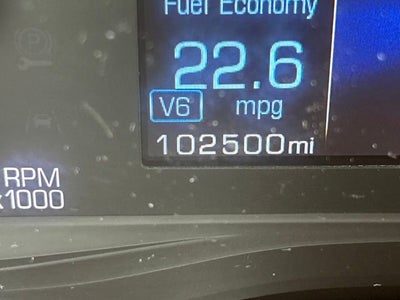 Fuel Economy
22.6
V6 mpg
102500mi
RPM
x1000